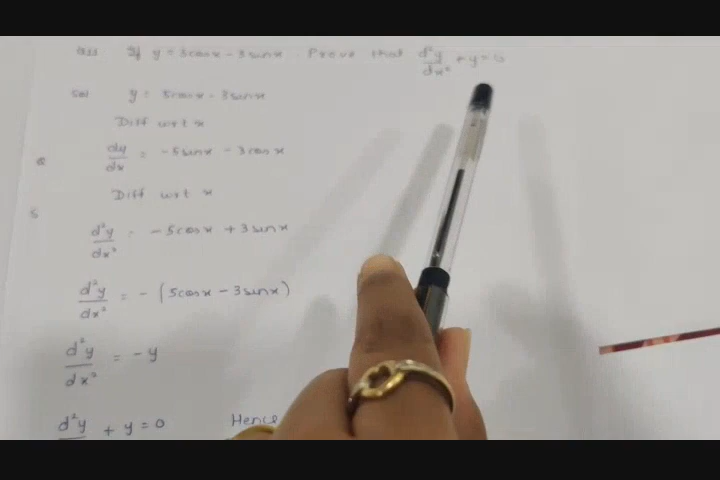 If y = 5cosx - 3sinx. Prove that d²y/dx² + y = 0
Sol y = 5cosx - 3sinx
Diff wrt x
dy/dx = -5sinx - 3cosx
Diff wrt x
d²y/dx² = -5cosx + 3sinx
d²y/dx² = -(5cosx - 3sinx)
d²y/dx² = -y
d²y + y = 0 Hence